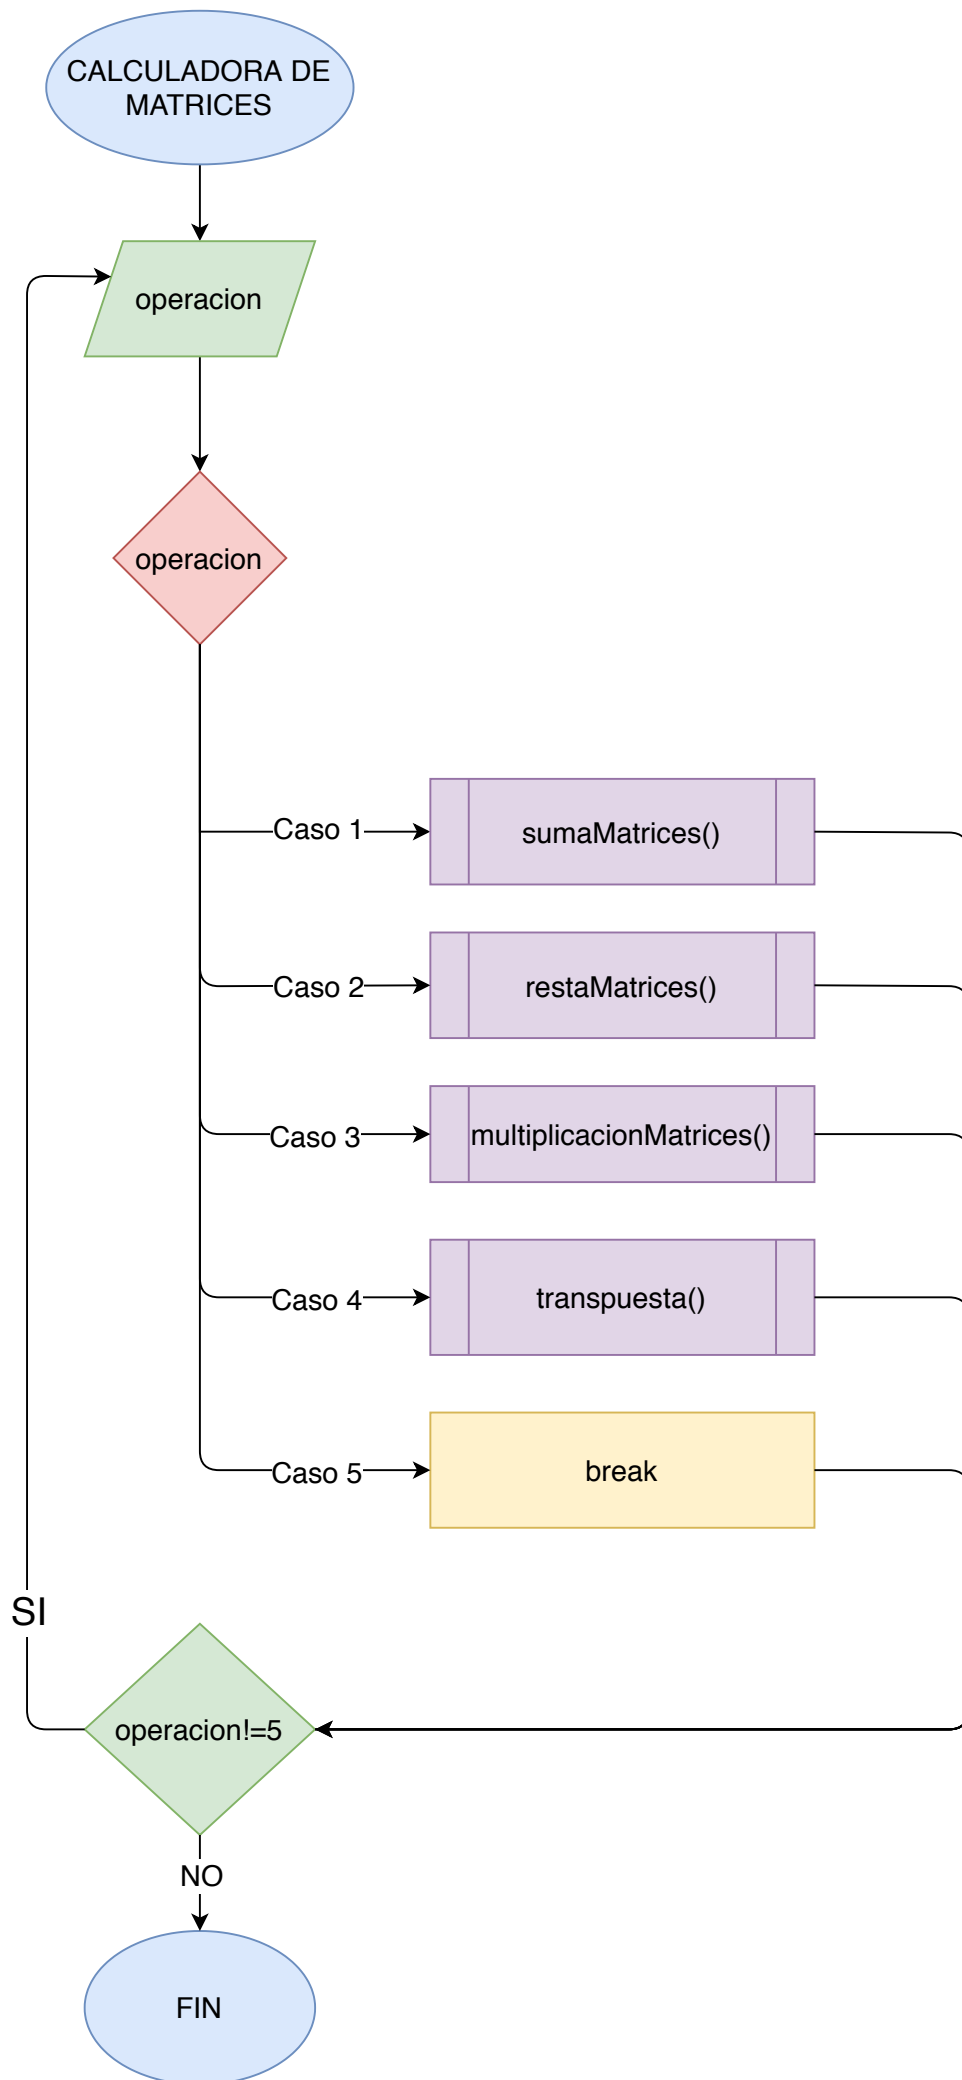 CALCULADORA DE
MATRICES
operacion
operacion
Caso 1
sumaMatrices()
Caso 2
restaMatrices()
Caso 3
multiplicacionMatrices()
Caso 4
transpuesta()
Caso 5
break
SI
operacion!=5
NO
FIN